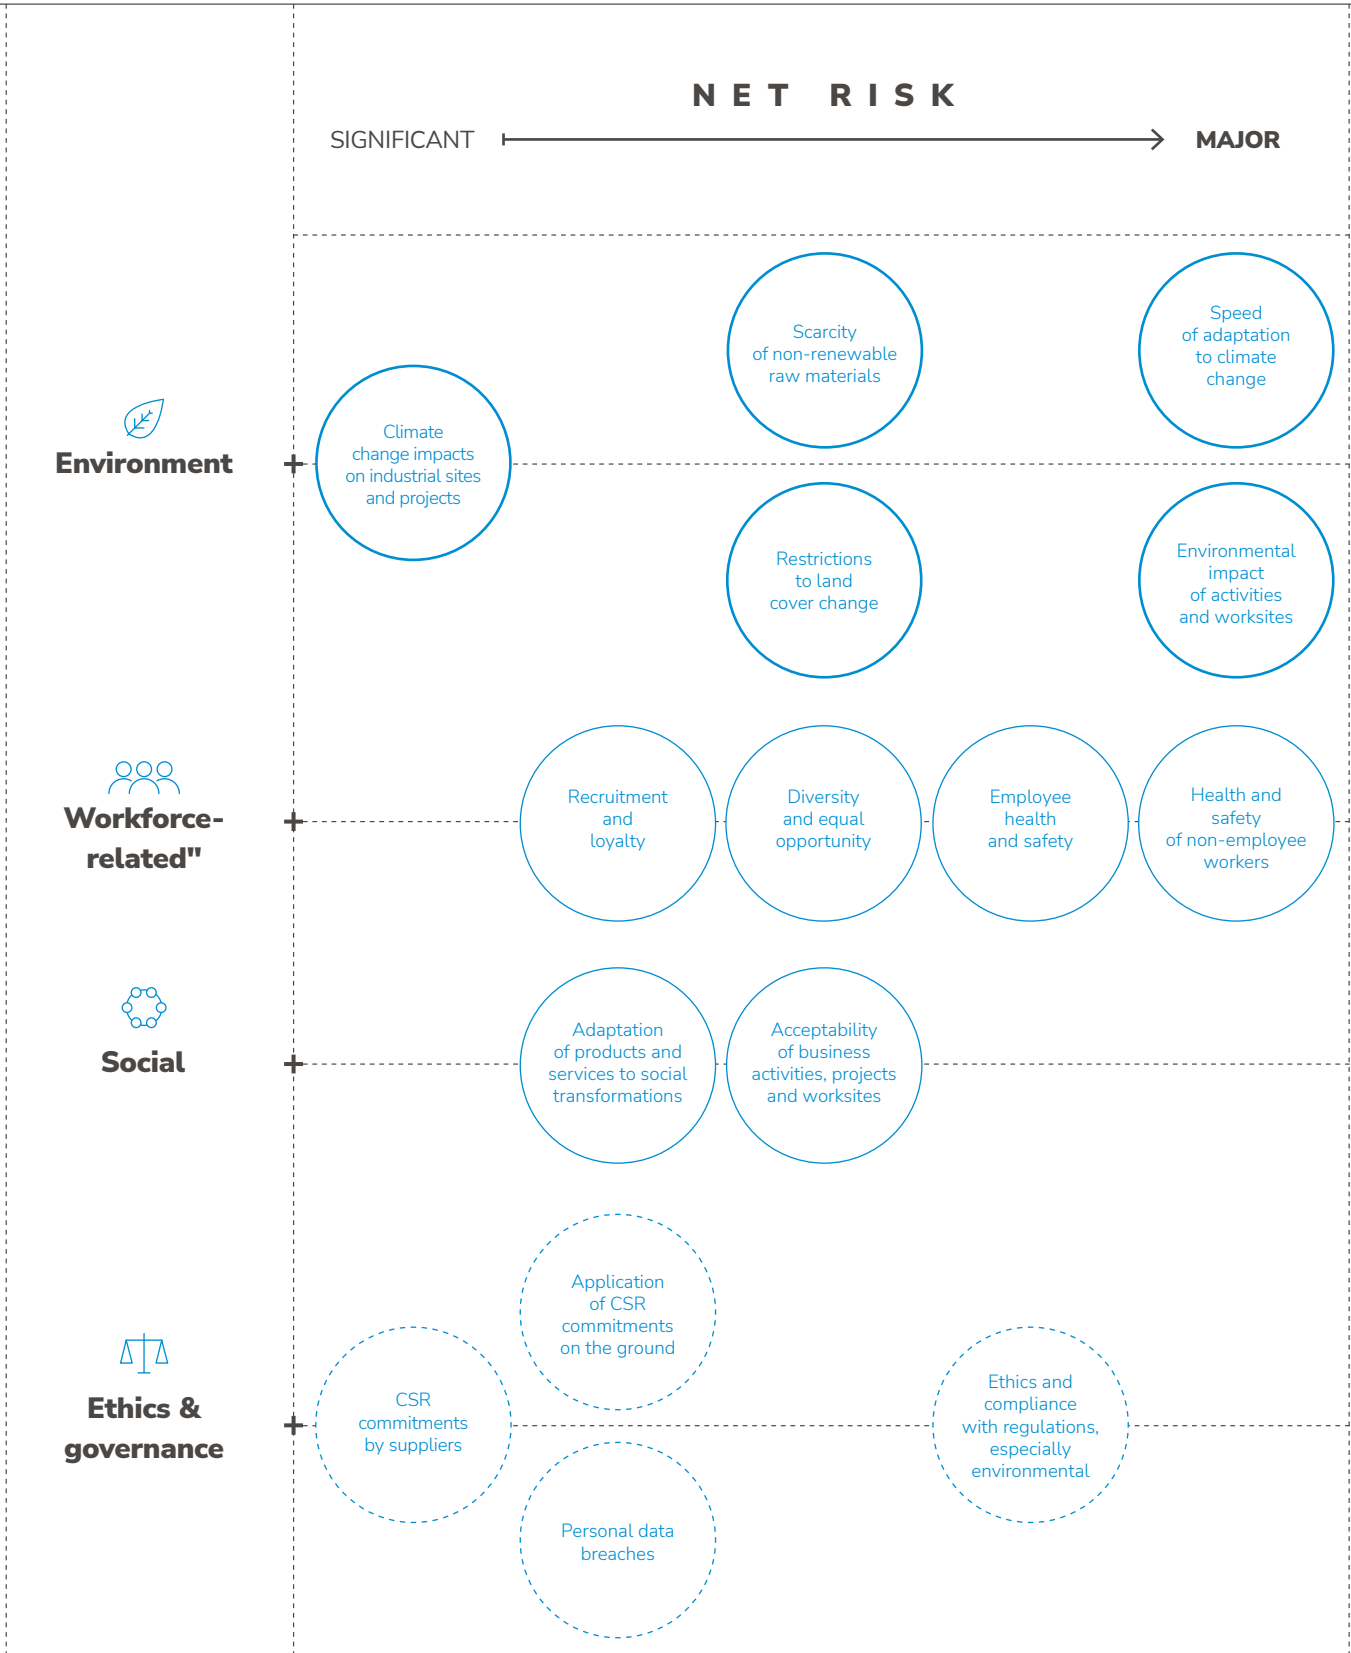 NET RISK
SIGNIFICANT
MAJOR
Environment
Climate
change impacts
on industrial sites
and projects
Scarcity
of non-renewable
raw materials
Speed
of adaptation
to climate
change
Restrictions
to land
cover change
Environmental
impact
of activities
and worksites
Workforce-
related"
Recruitment
and
loyalty
Diversity
and equal
opportunity
Employee
health
and safety
Health and
safety
of non-employee
workers
Social
Adaptation
of products and
services to social
transformations
Acceptability
of business
activities, projects
and worksites
Ethics &
governance
CSR
commitments
by suppliers
Application
of CSR
commitments
on the ground
Personal data
breaches
Ethics and
compliance
with regulations,
especially
environmental